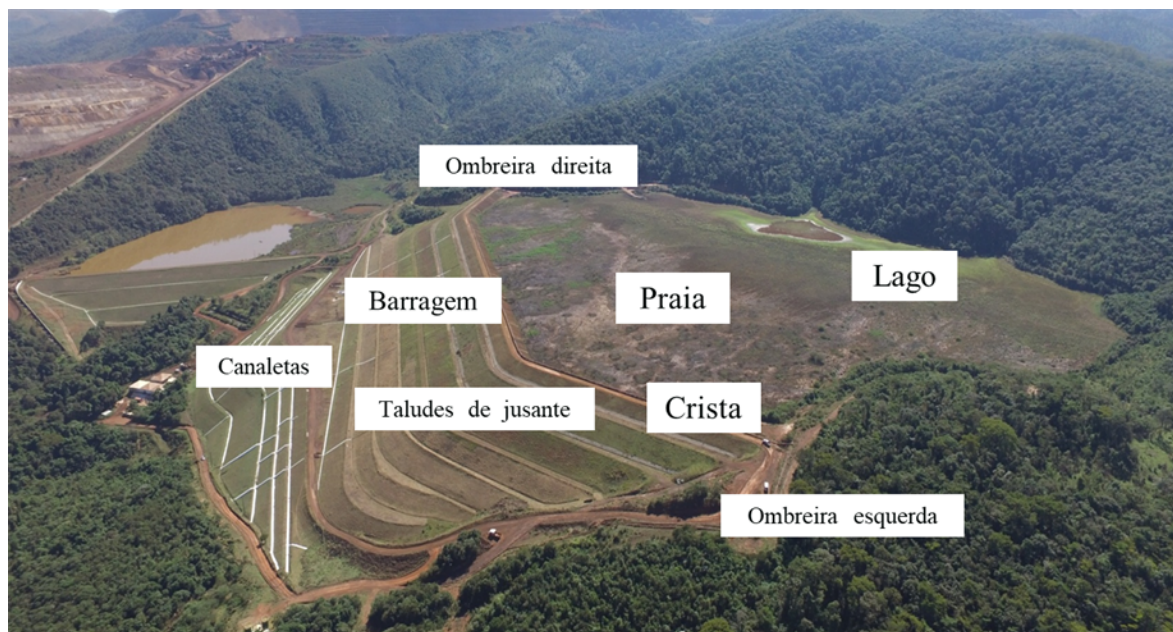 Ombreira direita
Lago
Praia
Barragem
Canaletas
Taludes de jusante
Crista
Ombreira esquerda